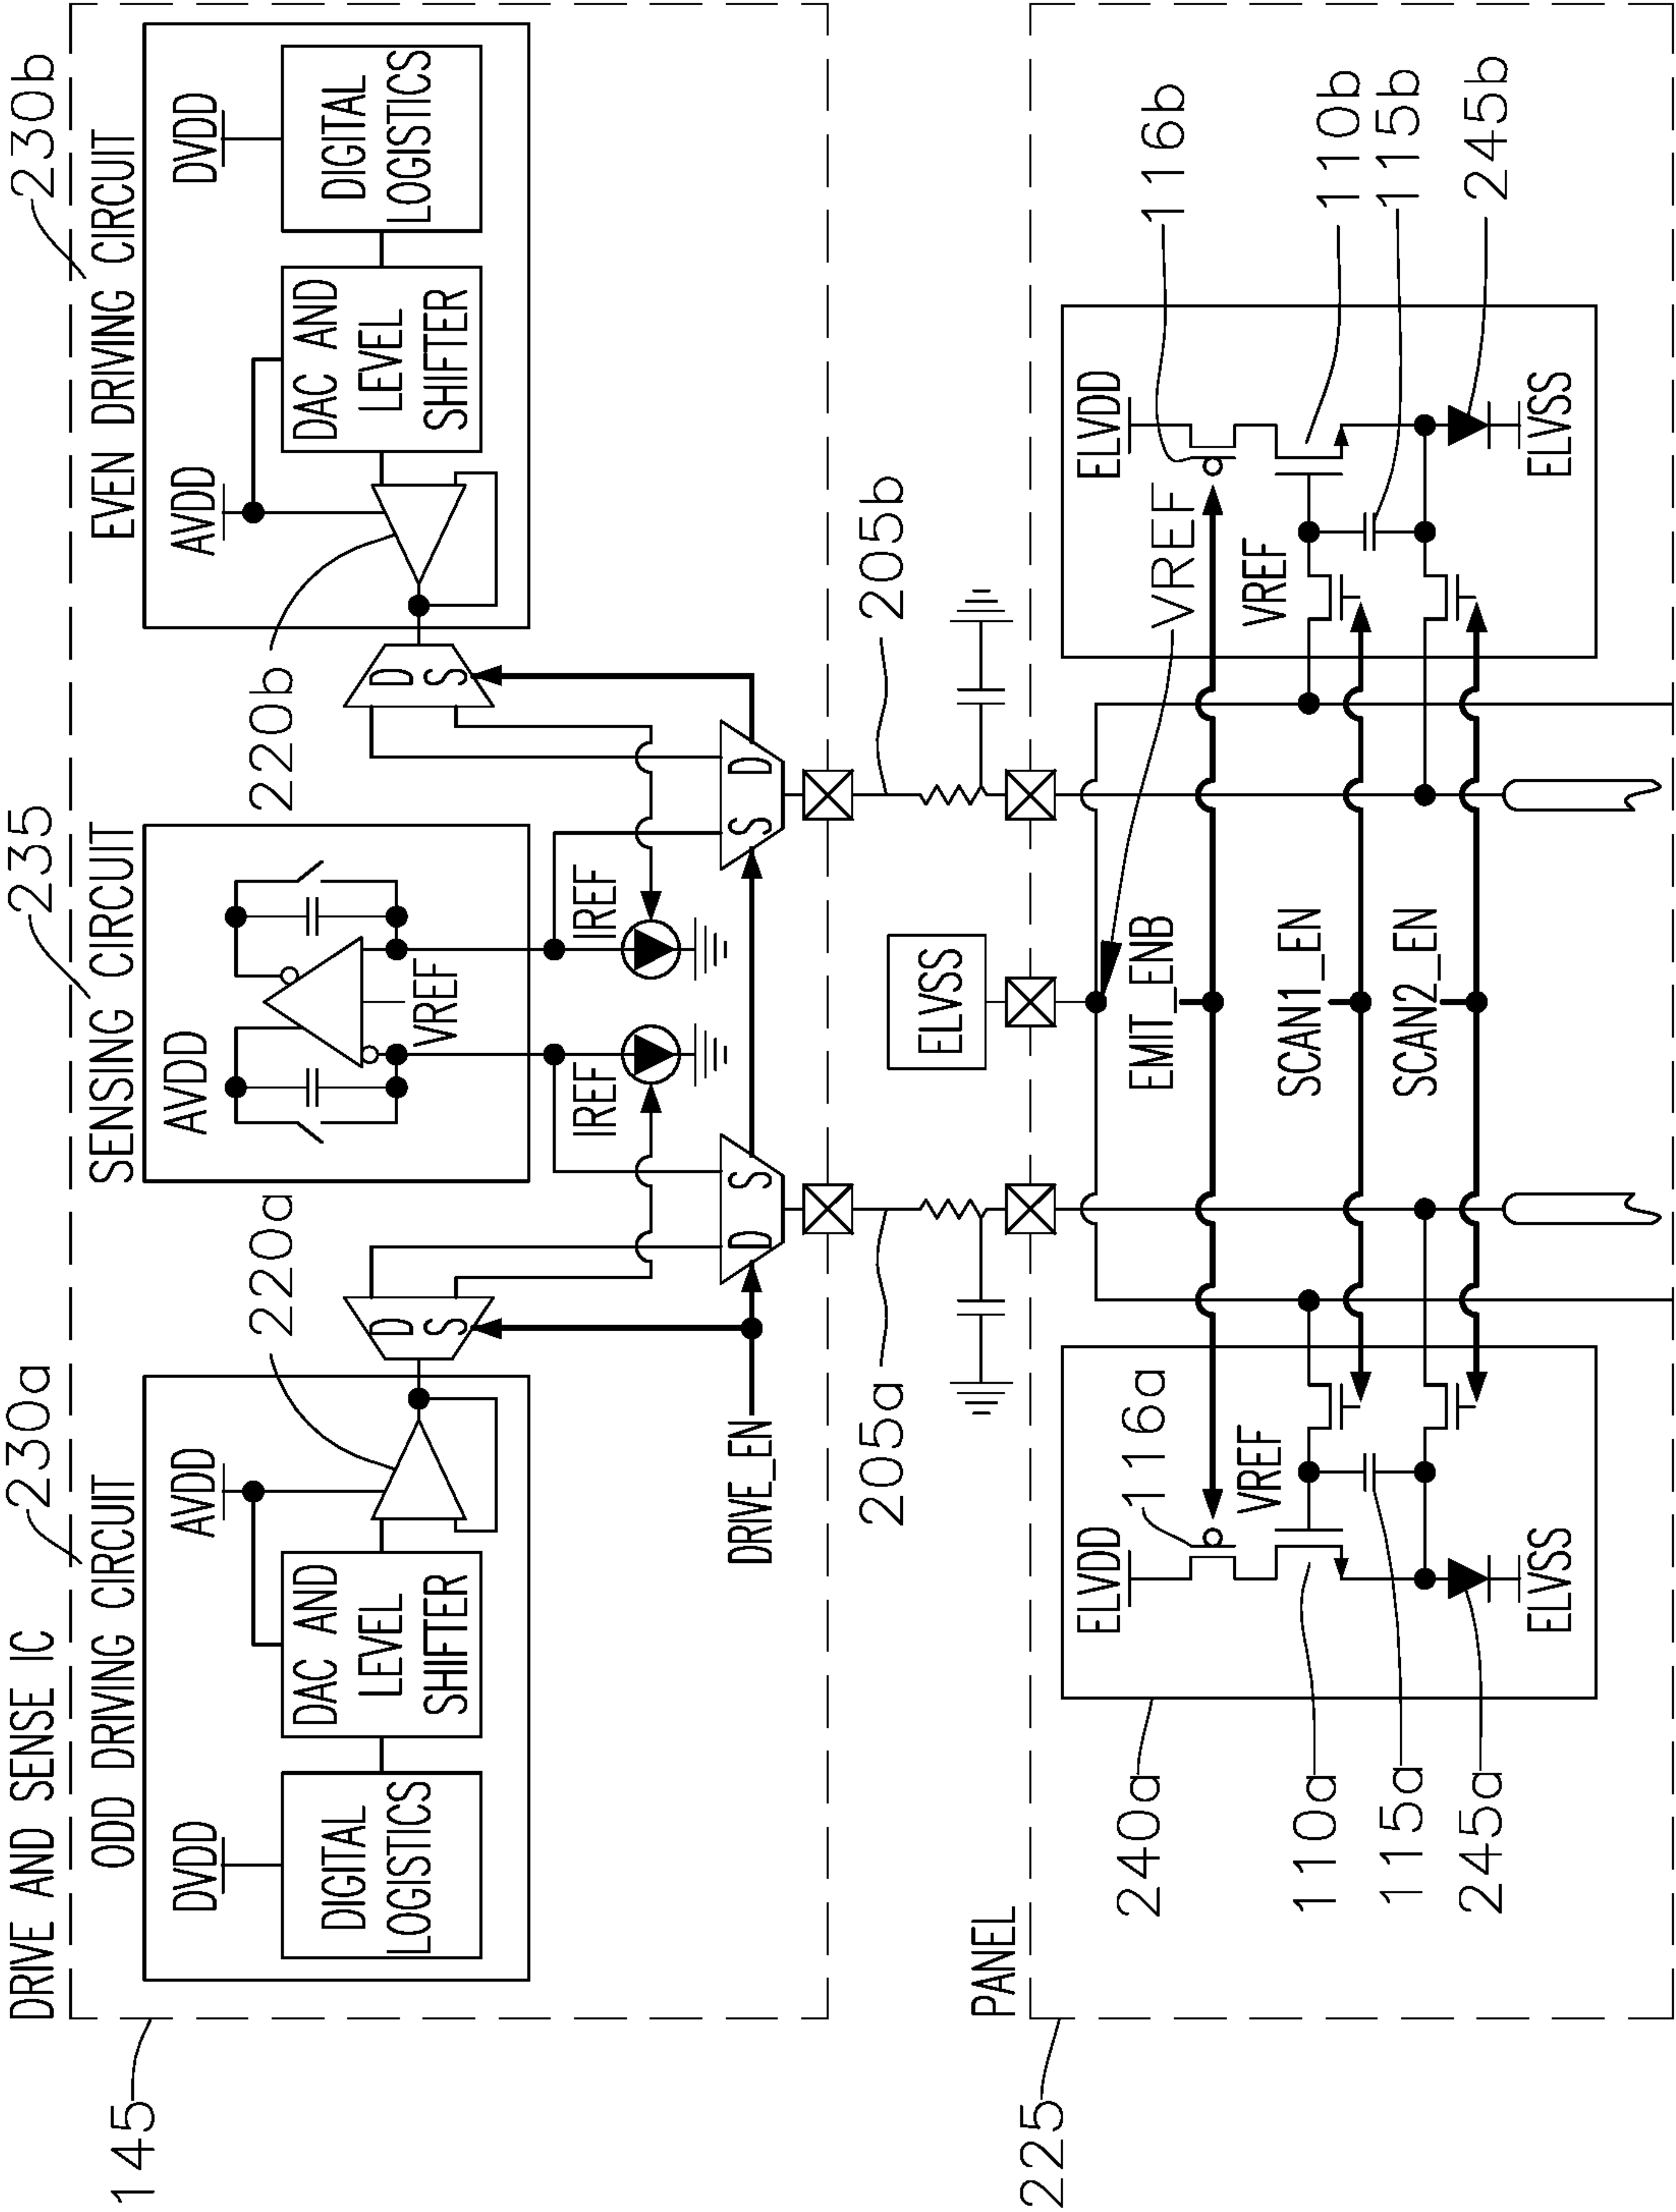 DRIVE AND SENSE IC
145
ODD DRIVING CIRCUIT
230a
DVDD
DIGITAL
LOGISTICS
DAC AND
LEVEL
SHIFTER
AVDD
220a
D
S
SENSING CIRCUIT
235
AVDD
VREF
IREF
IREF
EVEN DRIVING CIRCUIT
230b
AVDD
DAC AND
LEVEL
SHIFTER
DVDD
DIGITAL
LOGISTICS
220b
D
S
DRIVE_EN
D S
S D
205a
205b
ELVSS
PANEL
225
240a
ELVDD
116a
VREF
110a
115a
245a
ELVSS
EMIT_ENB
SCAN1_EN
SCAN2_EN
VREF
ELVDD
116b
VREF
110b
115b
245b
ELVSS